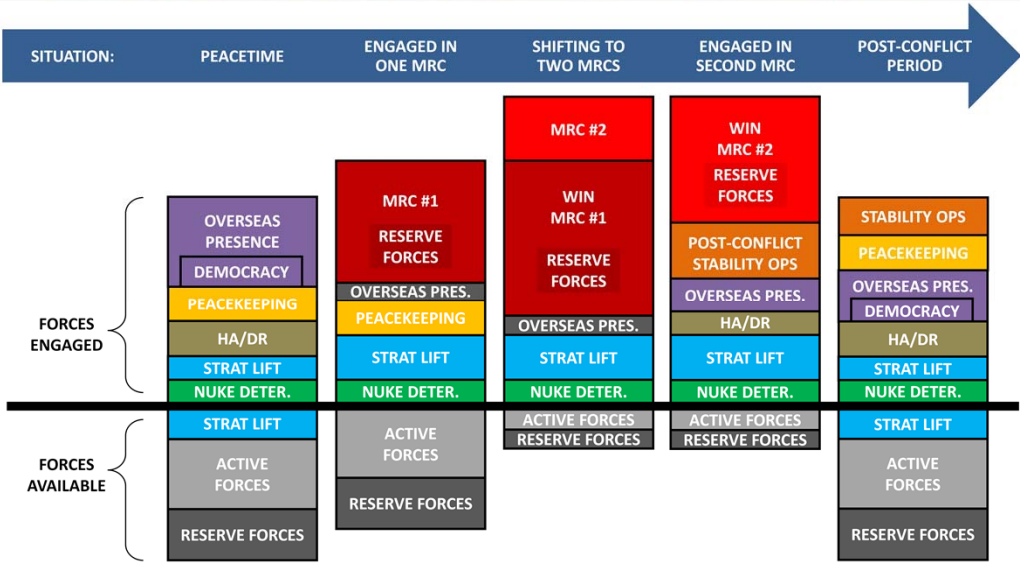 SITUATION:
PEACETIME
ENGAGED IN
ONE MRC
SHIFTING TO
TWO MRCS
ENGAGED IN
SECOND MRC
POST-CONFLICT
PERIOD
FORCES
ENGAGED
FORCES
AVAILABLE
OVERSEAS
PRESENCE
DEMOCRACY
PEACEKEEPING
HA/DR
STRAT LIFT
NUKE DETER.
STRAT LIFT
ACTIVE
FORCES
RESERVE FORCES
MRC #1
RESERVE
FORCES
OVERSEAS PRES.
PEACEKEEPING
STRAT LIFT
NUKE DETER.
ACTIVE
FORCES
RESERVE FORCES
MRC #2
WIN
MRC #1
RESERVE
FORCES
OVERSEAS PRES.
STRAT LIFT
NUKE DETER.
ACTIVE FORCES
RESERVE FORCES
WIN
MRC #2
RESERVE
FORCES
POST-CONFLICT
STABILITY OPS
OVERSEAS PRES.
HA/DR
STRAT LIFT
NUKE DETER.
ACTIVE FORCES
RESERVE FORCES
STABILITY OPS
PEACEKEEPING
OVERSEAS PRES.
DEMOCRACY
HA/DR
STRAT LIFT
NUKE DETER.
STRAT LIFT
ACTIVE
FORCES
RESERVE FORCES